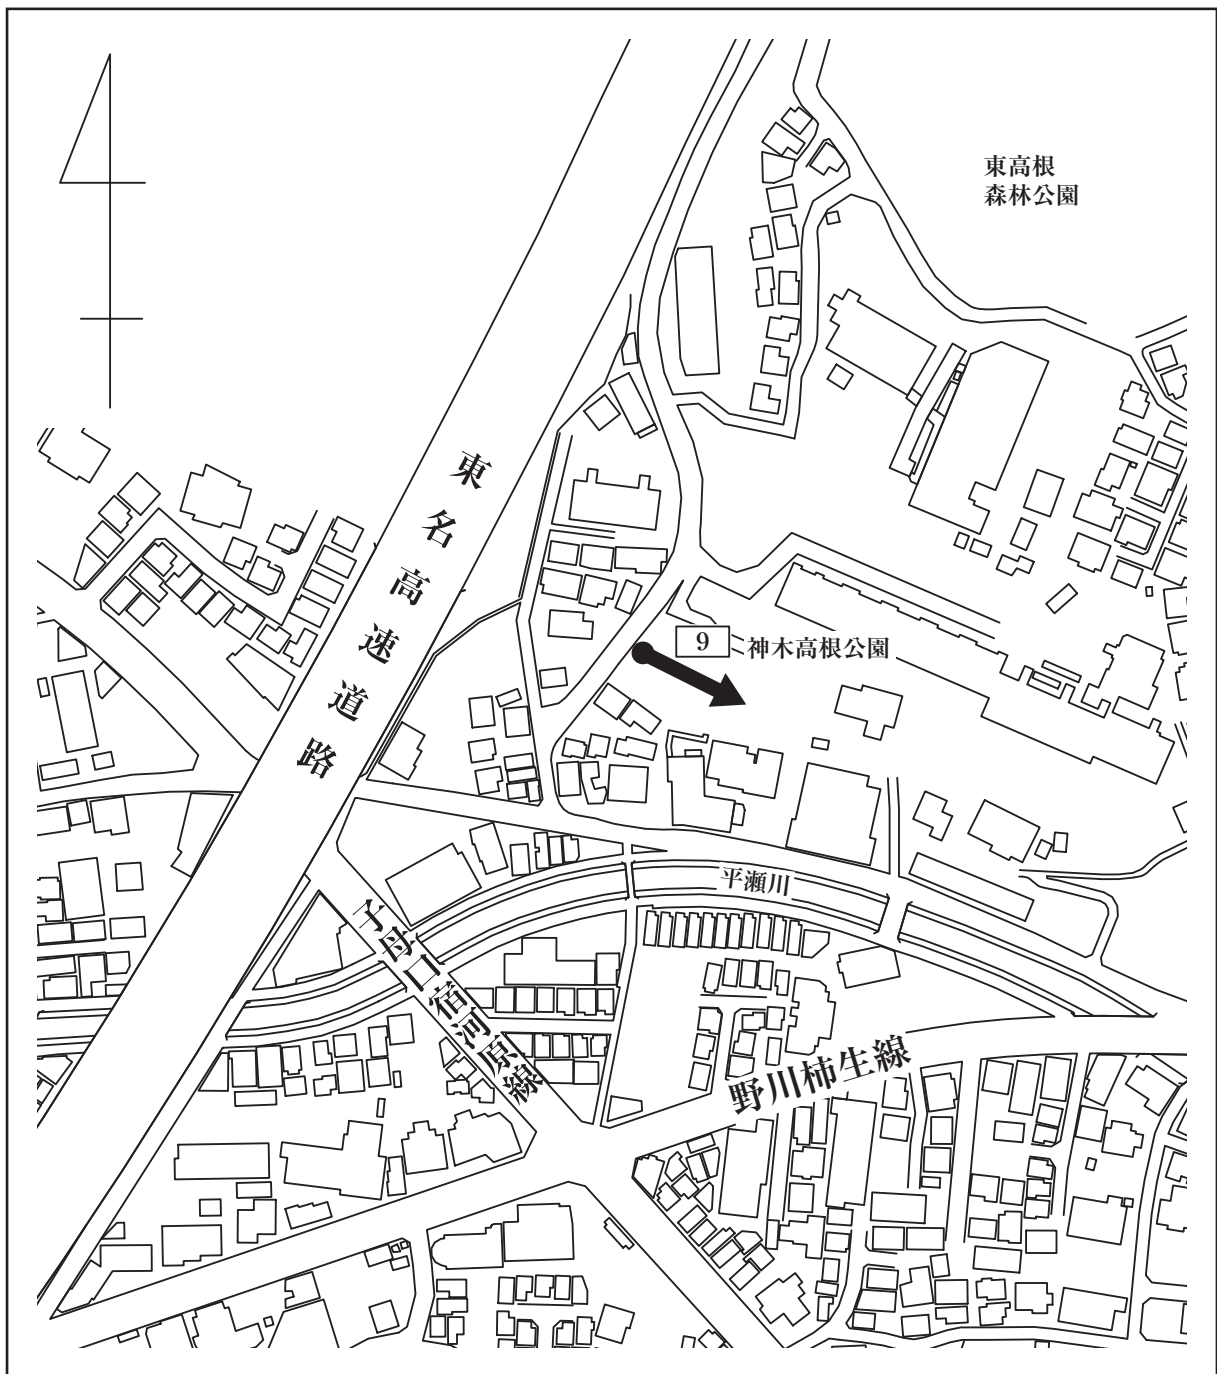 東高根
森林公園
東名高速道路
9
神木高根公園
平瀬川
子母口宿河原線
野川柿生線